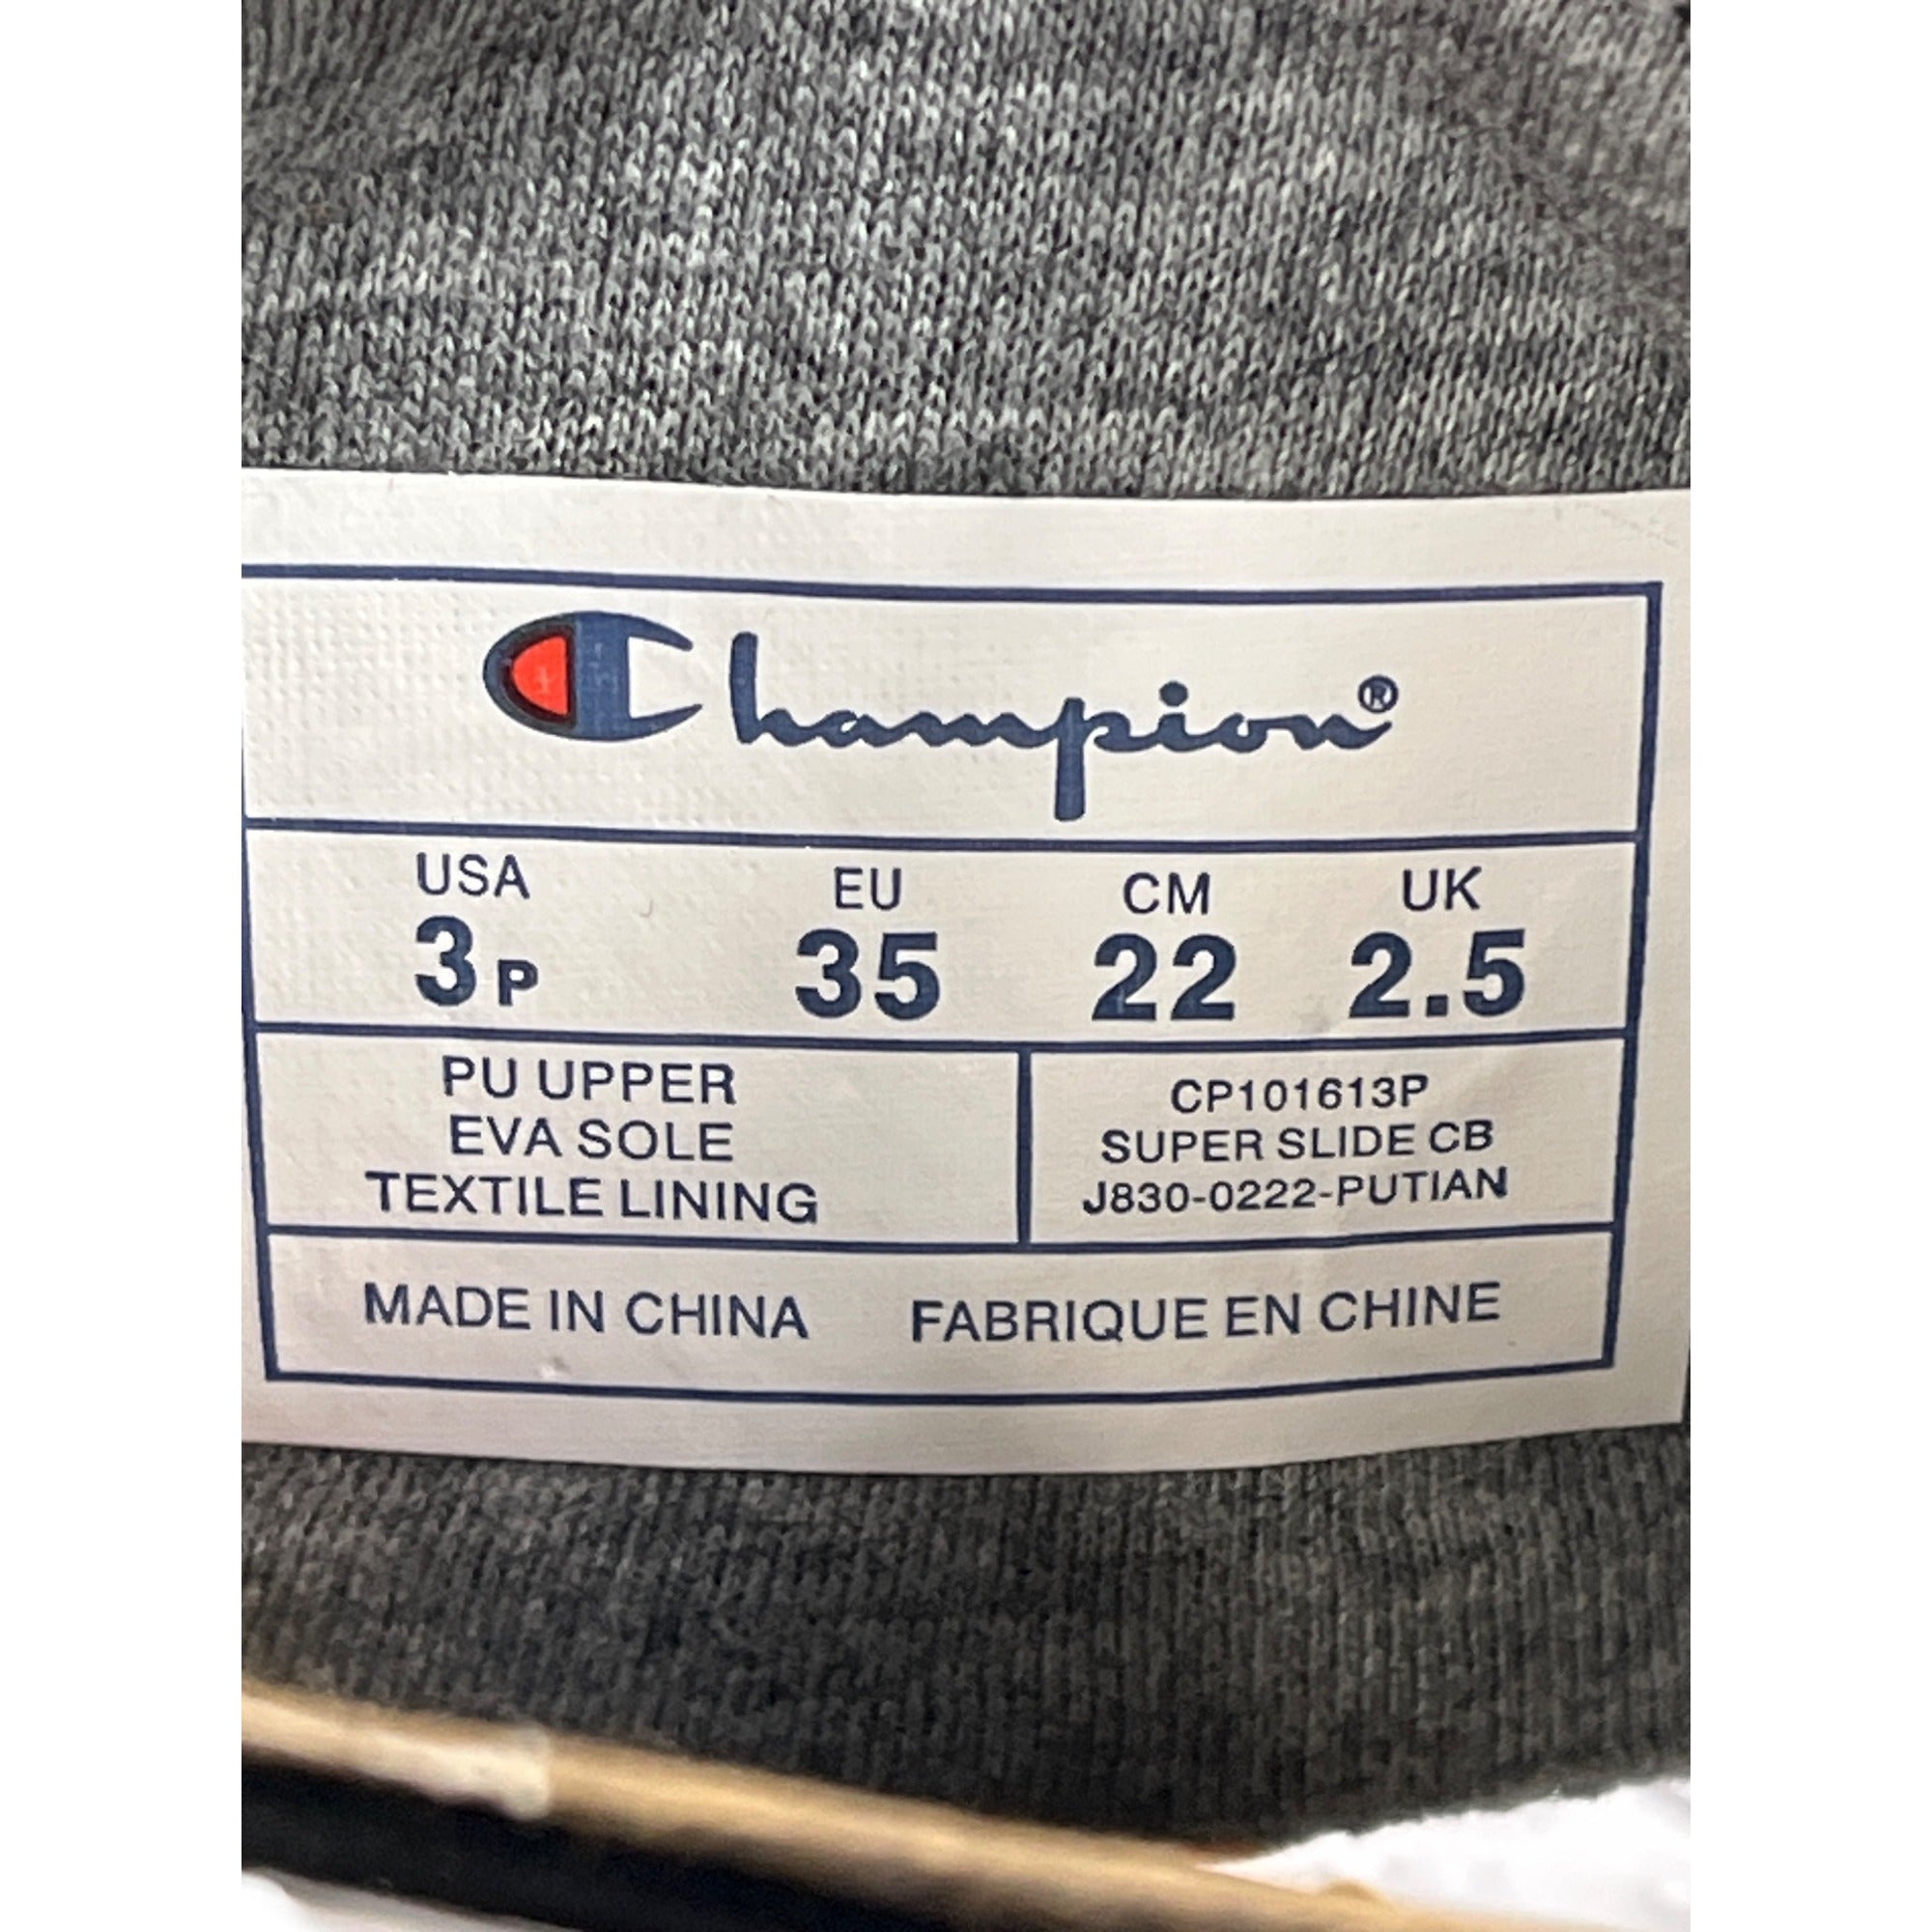 Champion®
USA EU CM UK
3P 35 22 2.5
PU UPPER
EVA SOLE
TEXTILE LINING
CP101613P
SUPER SLIDE CB
J830-0222-PUTIAN
MADE IN CHINA FABRIQUE EN CHINE